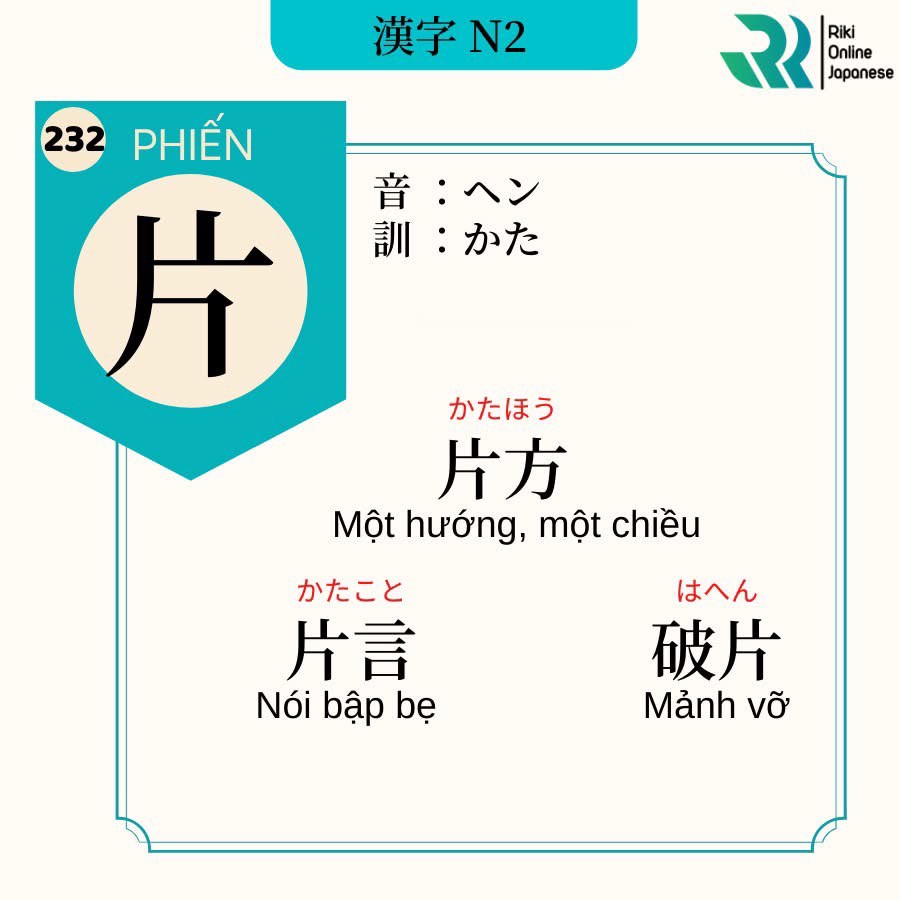 漢字 N2
Riki
Online
Japanese
232
PHIẾN
片
音 ：ヘン
訓 ：かた
かたほう
片方
Một hướng, một chiều
かたこと
片言
Nói bập bẹ
はへん
破片
Mảnh vỡ